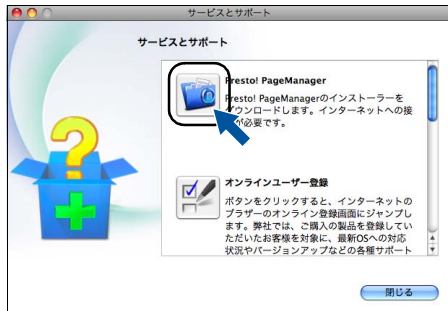 サービスとサポート
サービスとサポート
Presto! PageManager
Presto! PageManagerのインストーラーを
ダウンロードします。インターネットへの接
が必要です。
オンラインユーザー登録
ボタンをクリックすると、インターネットの
ブラザーのオンライン登録画面にジャンプし
ます。弊社では、ご購入の製品を登録してい
ただいたお客様を対象に、最新OSへの対応
状況やバージョンアップなどの各種サポート
閉じる